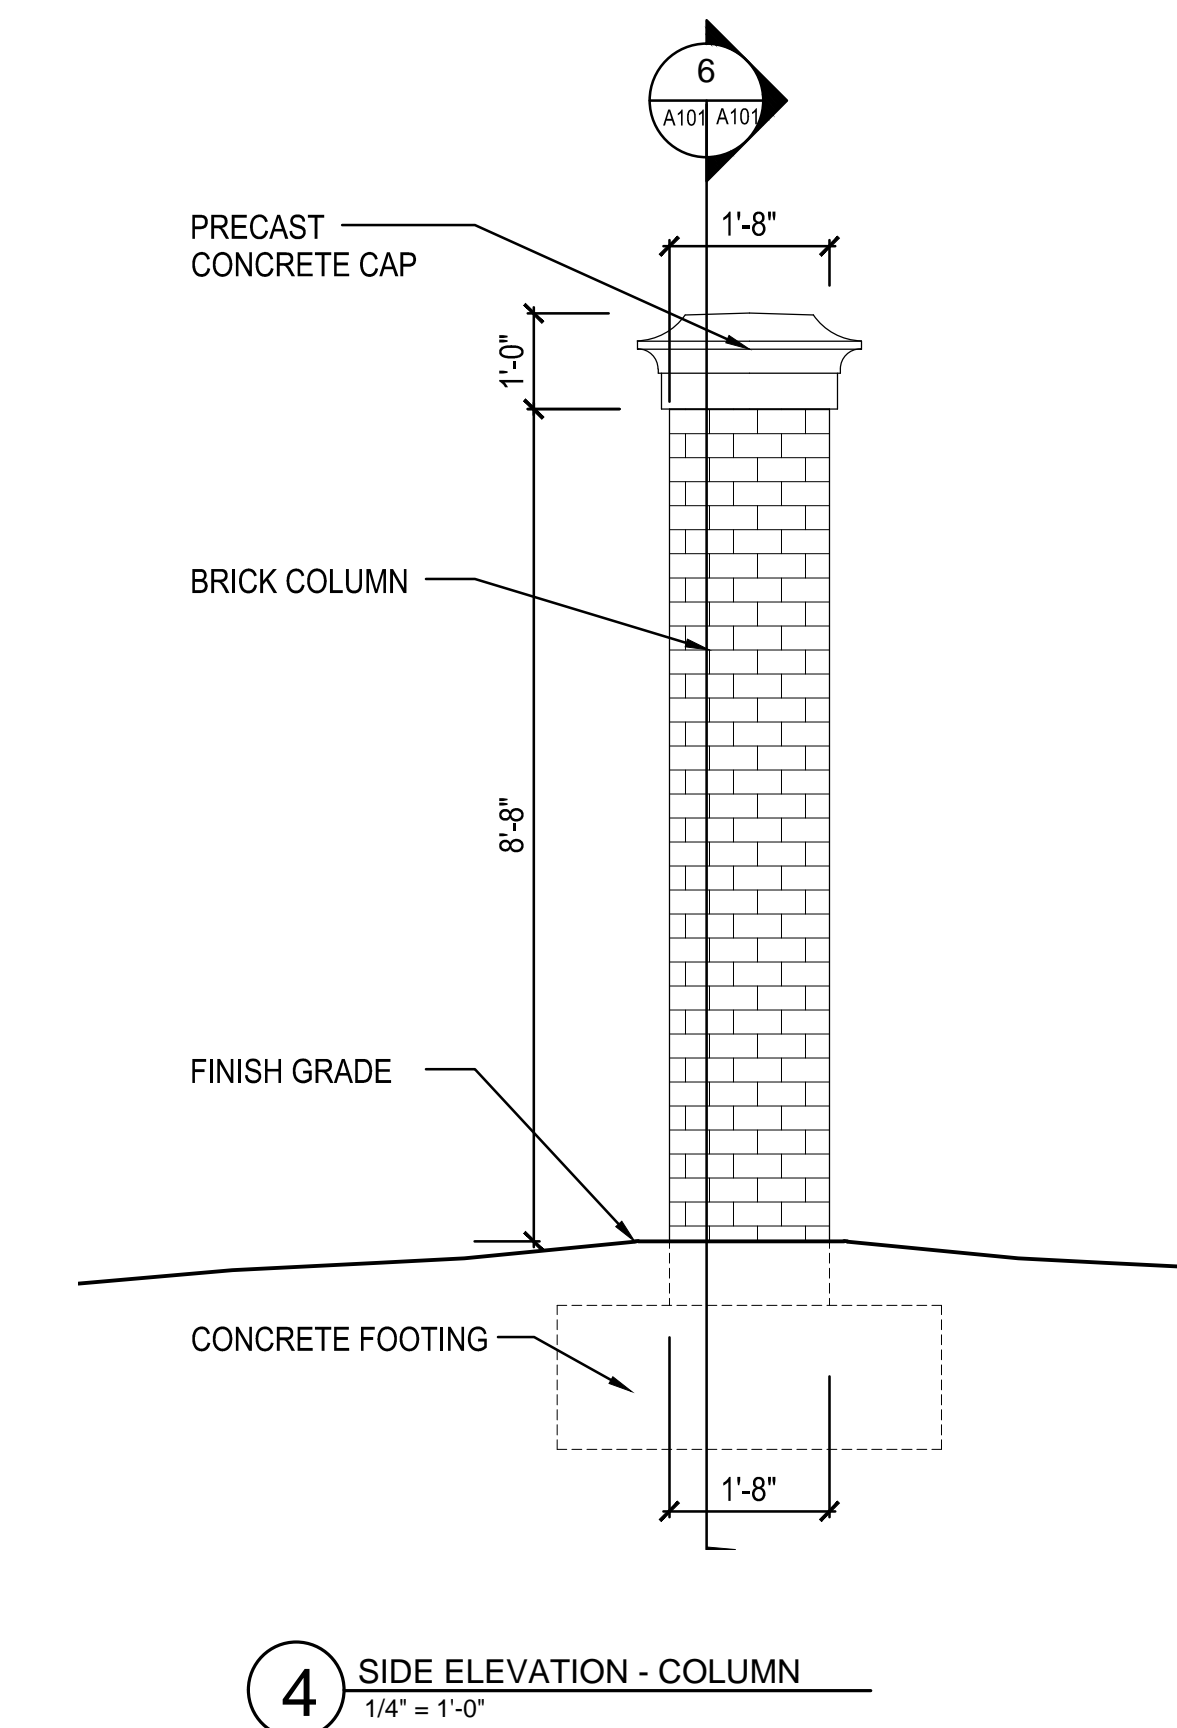 6
A101 A101
1'-8"
PRECAST
CONCRETE CAP
1'-0"
BRICK COLUMN
8'-8"
FINISH GRADE
CONCRETE FOOTING
1'-8"
4
SIDE ELEVATION - COLUMN
1/4" = 1'-0"